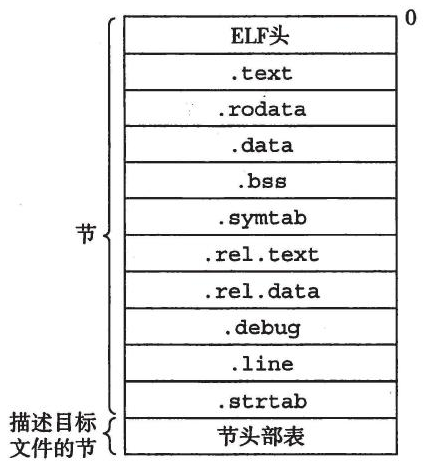 0
ELF头
.text
.rodata
.data
.bss
节
.symtab
.rel.text
.rel.data
.debug
.line
.strtab
描述目标
文件的节
节头部表